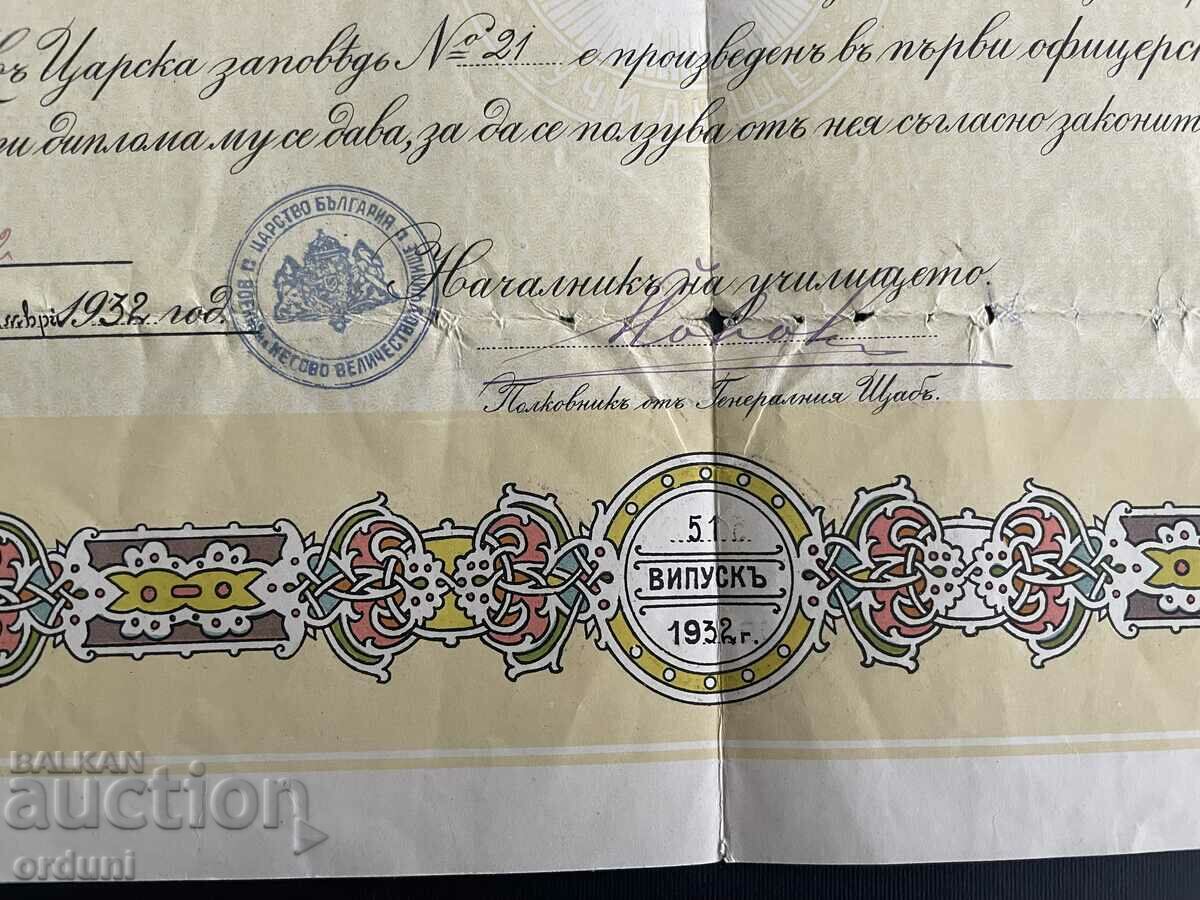 въ Царска заповѣдь № 21 е произведенъ въ първи офицерс
диплома му се дава, за да се ползува отъ нея съгласно законит
ЦАРСТВО БЪЛГАРИЯ
НЕГОВО ВЕЛИЧЕСТВО
Началникъ на училището.
1932 год.
Полковникъ отъ Генералния Щабъ.
51
ВИПУСКЪ
1932 г.
BALKAN
auction
orduni